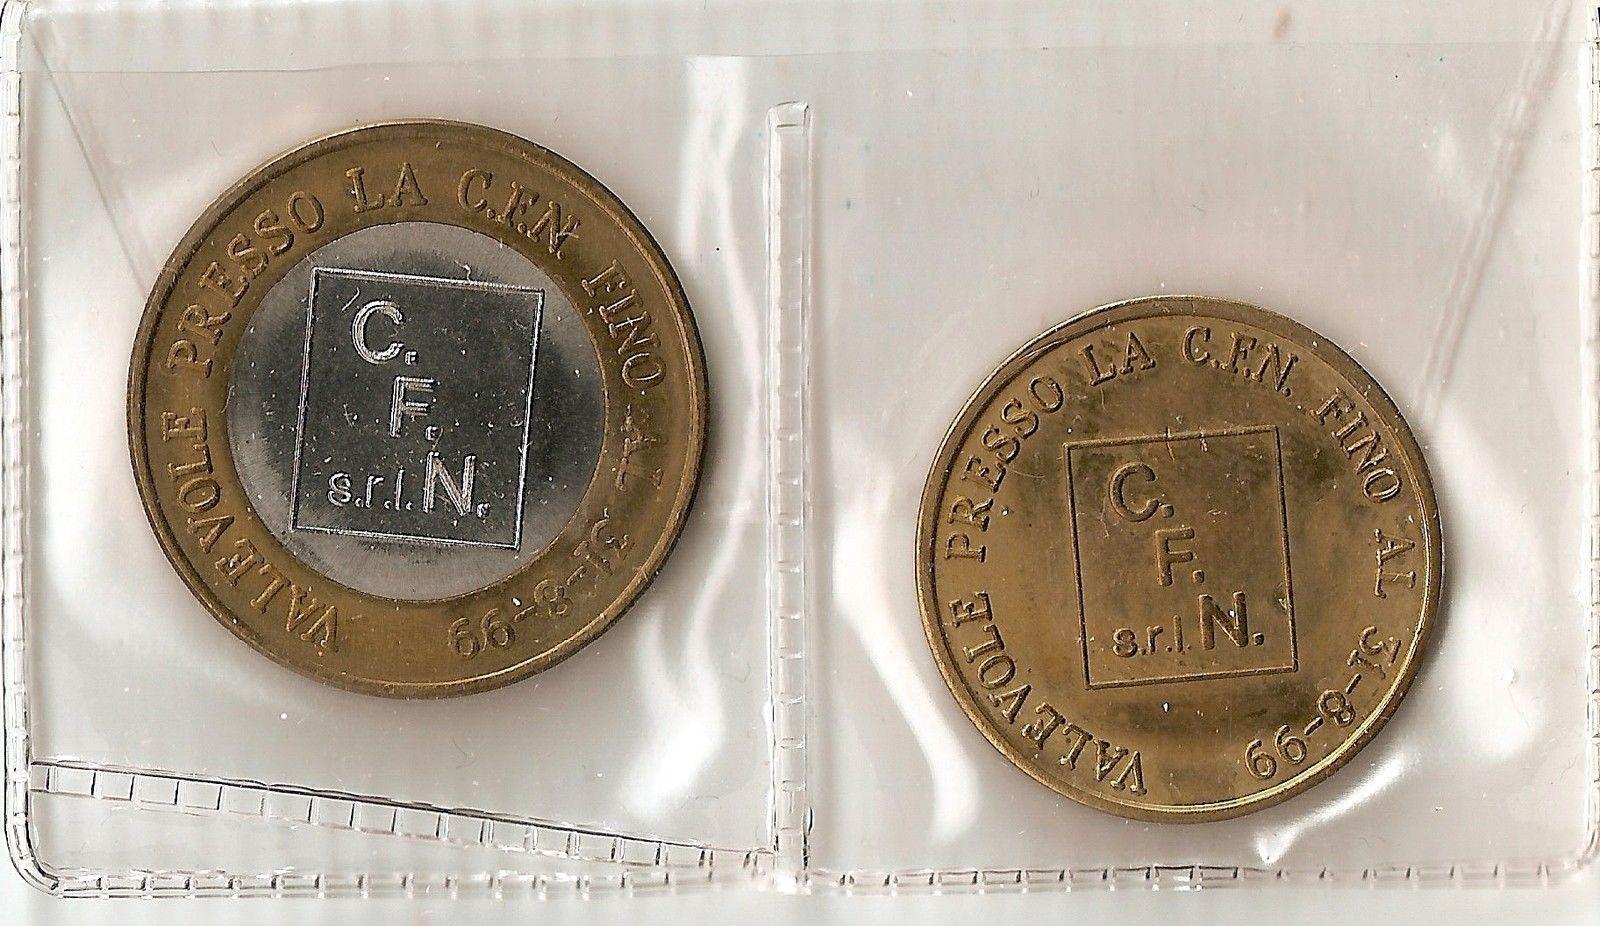 VALEVOLE PRESSO LA C.F.N. FINO AL 31-8-99
C.
F.
s.r.l. N.
VALEVOLE PRESSO LA C.F.N. FINO AL 31-8-99
C.
F.
s.r.l. N.